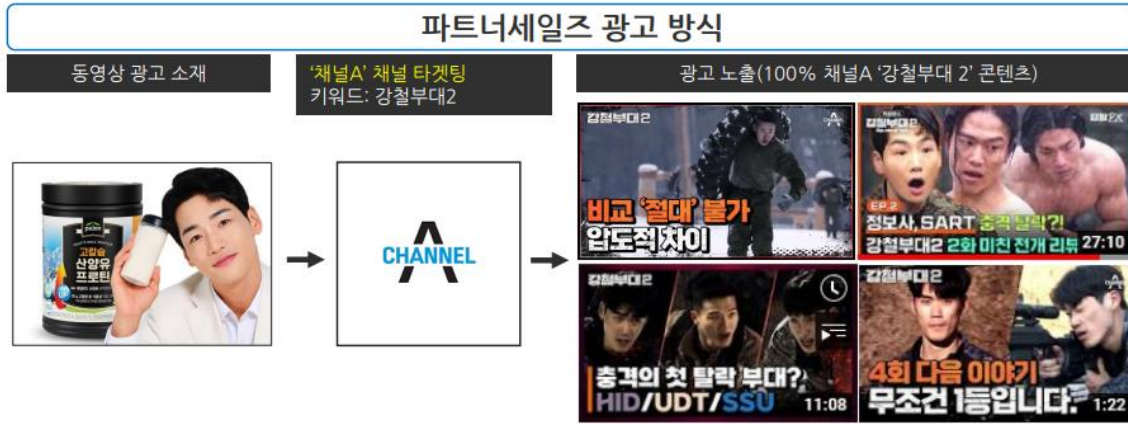 파트너세일즈 광고 방식
동영상 광고 소재
‘채널A’ 채널 타겟팅
키워드: 강철부대2
광고 노출(100% 채널A ‘강철부대 2’ 콘텐츠)
고칼슘
산양유
프로틴
CHANNEL A
강철부대2
비교 ‘절대’ 불가
압도적 차이
강철부대2
EP.2
정보사, SART 충격 탈락?!
강철부대2 2화 미친 전개 리뷰
27:10
강철부대2
충격의 첫 탈락 부대?
HID/UDT/SSU
11:08
강철부대2
4회 다음 이야기
무조건 1등입니다.
1:22